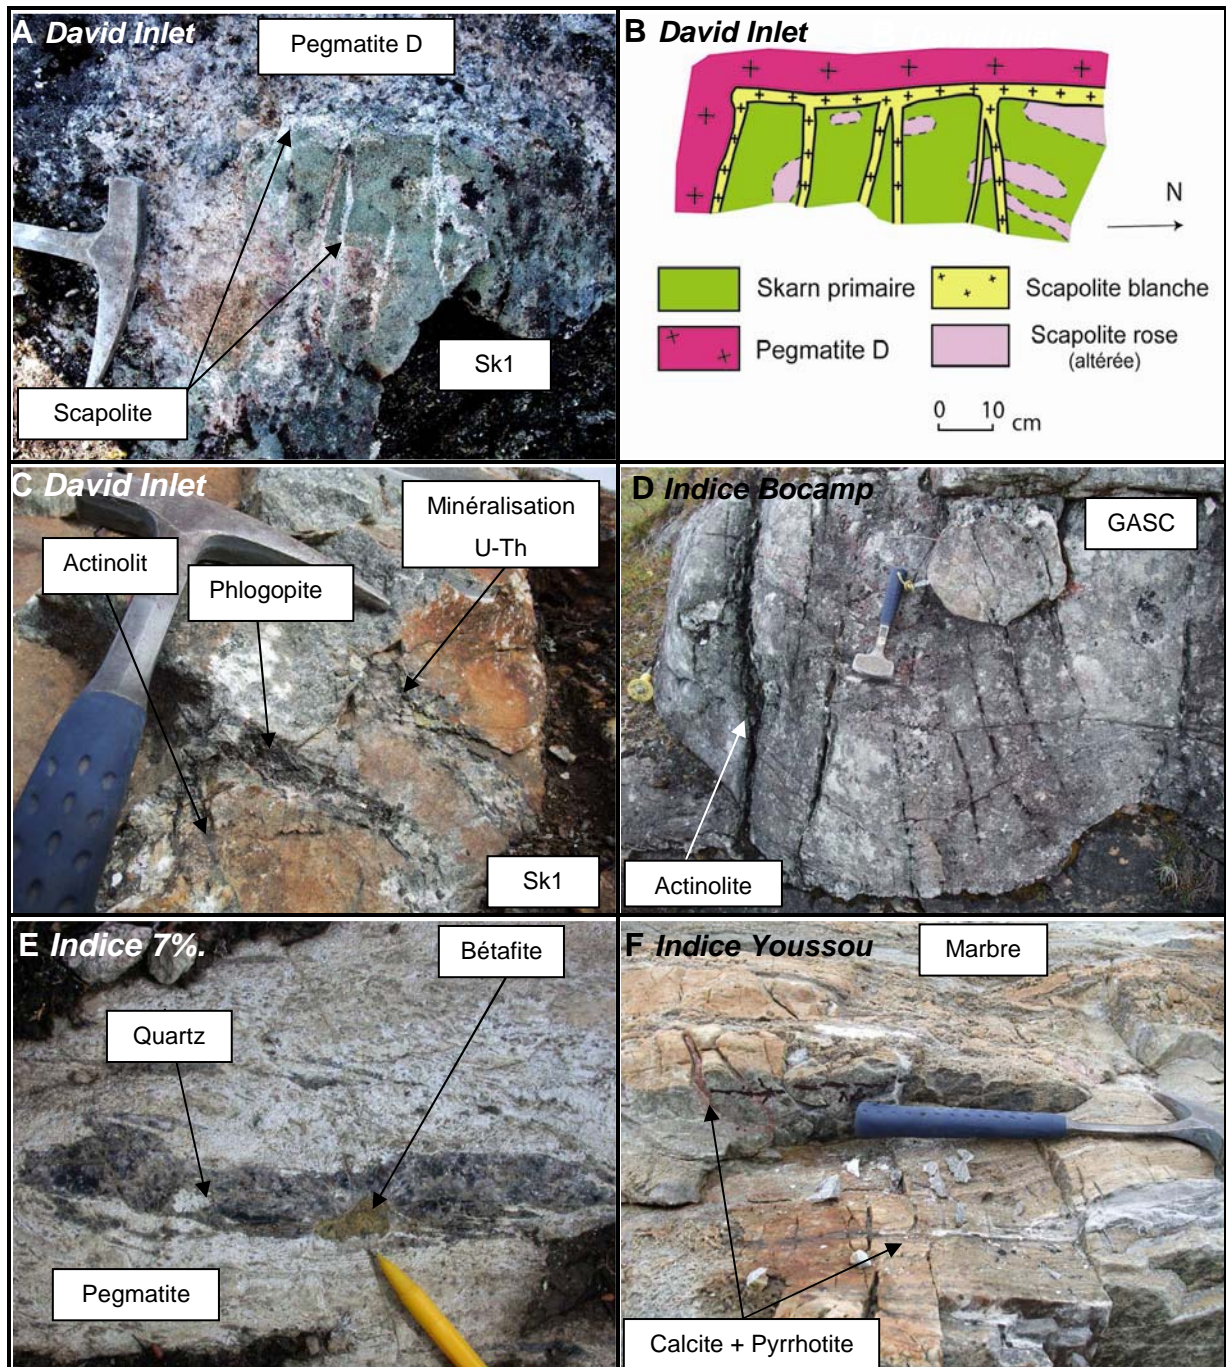 A David Inlet
Pegmatite D
Scapolite
Sk1
B David Inlet
N
Skarn primaire
Scapolite blanche
Pegmatite D
Scapolite rose
(altérée)
0 10 cm
C David Inlet
Minéralisation
U-Th
Actinolit
Phlogopite
Sk1
D Indice Bocamp
GASC
Actinolite
E Indice 7%.
Bétafite
Quartz
Pegmatite
F Indice Youssou
Marbre
Calcite + Pyrrhotite